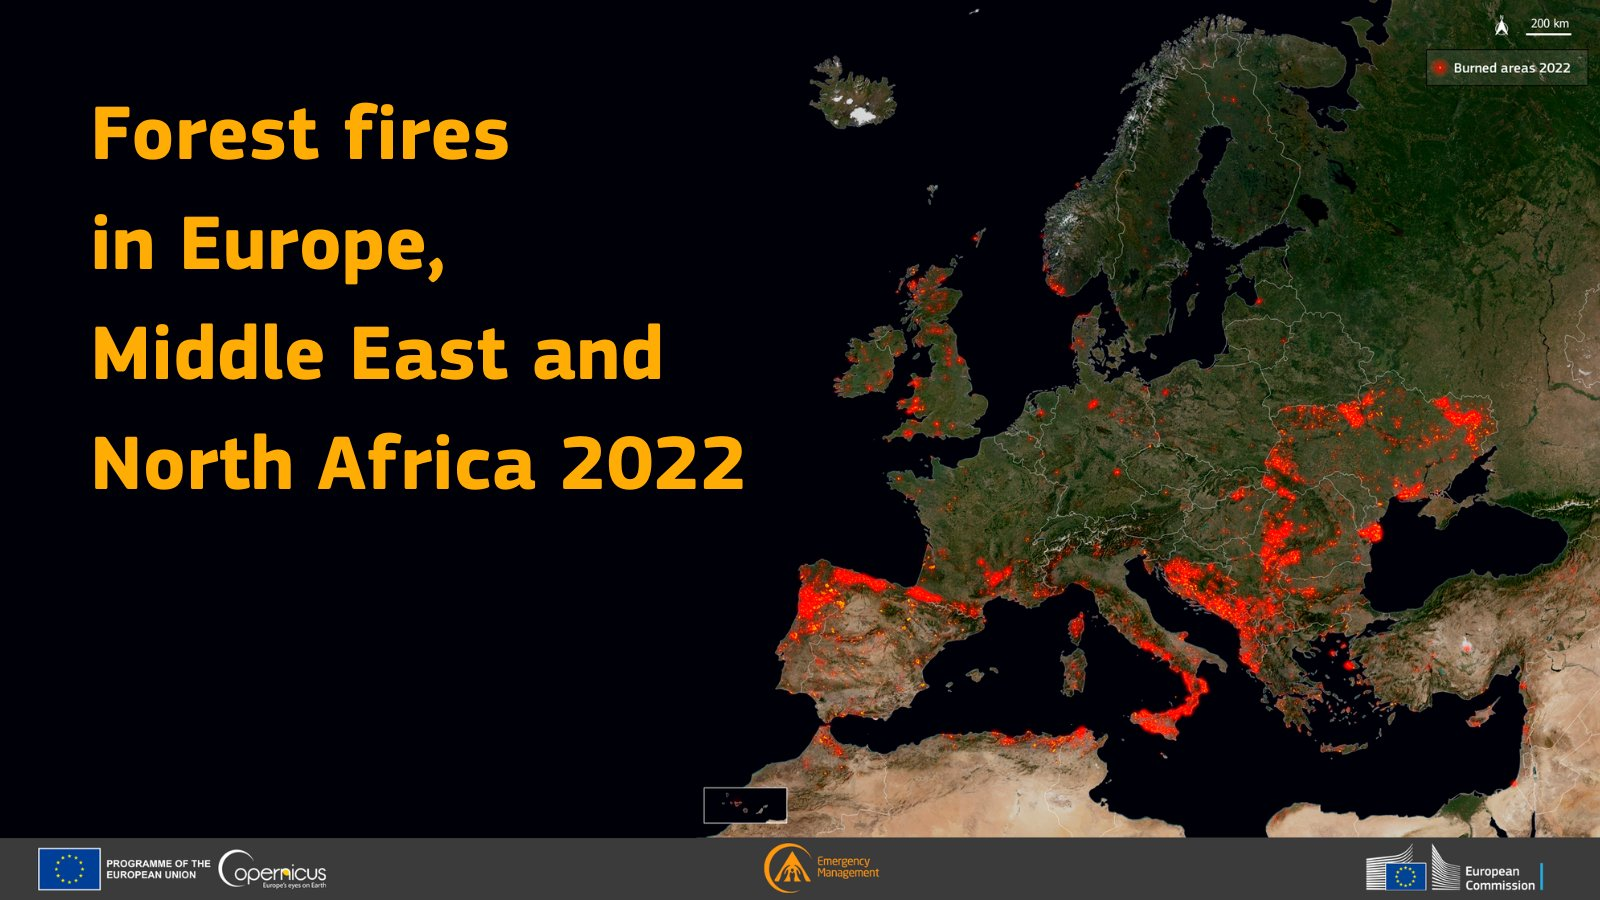 Forest fires
in Europe,
Middle East and
North Africa 2022
200 km
Burned areas 2022
PROGRAMME OF THE
EUROPEAN UNION
opernicus
Europe's eyes on Earth
Emergency
Management
European
Commission